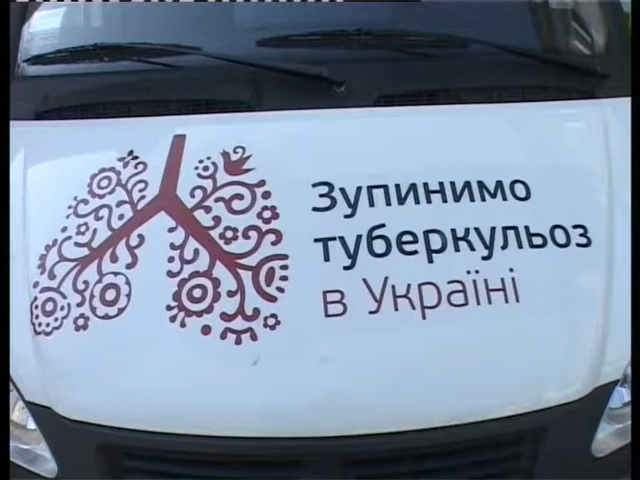 Зупинимо
туберкульоз
в Україні